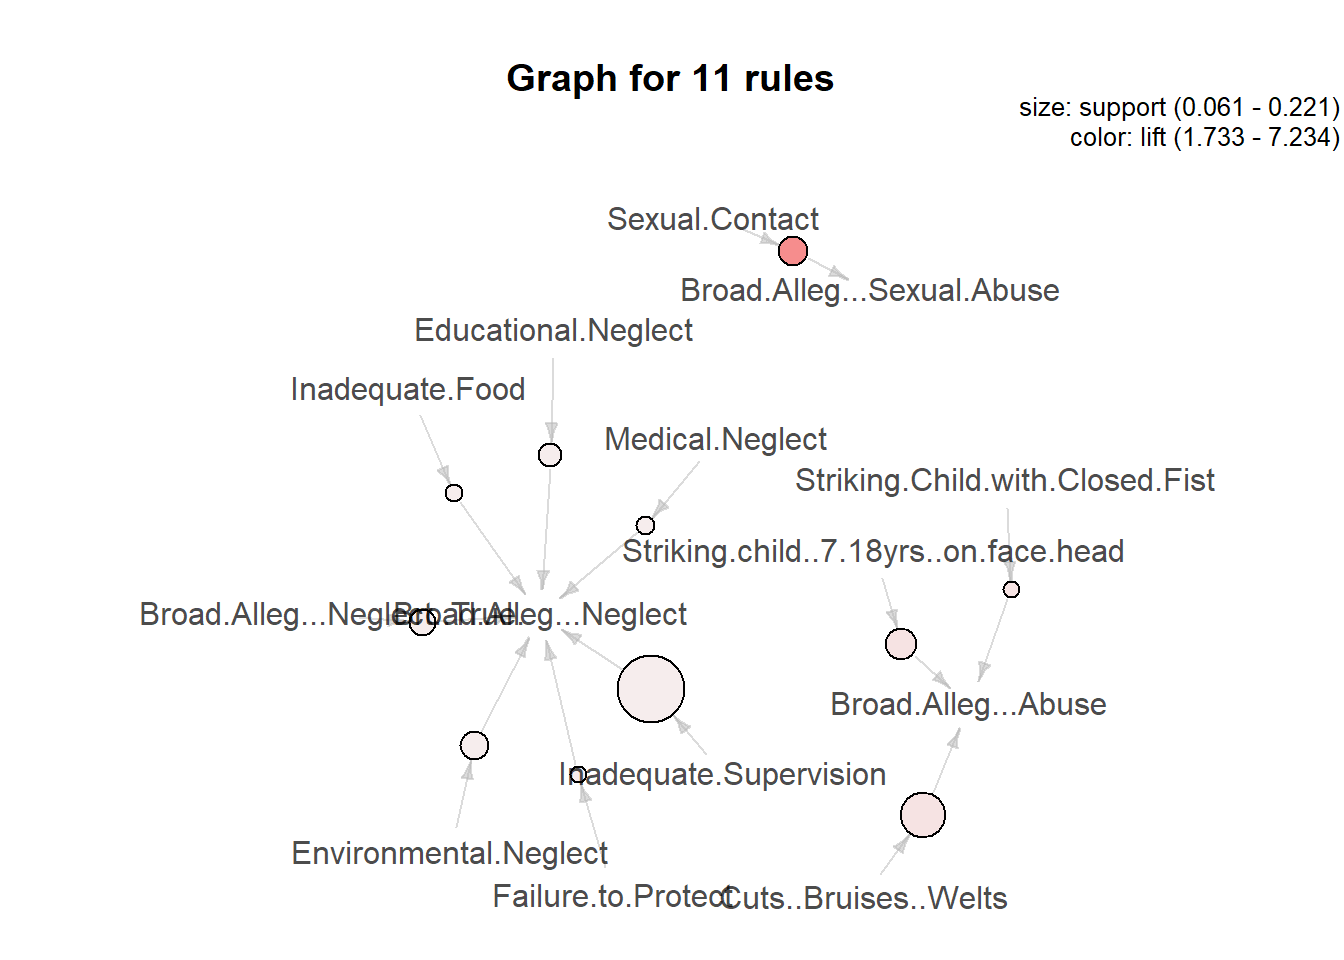 Graph for 11 rules
size: support (0.061 - 0.221)
color: lift (1.733 - 7.234)
Sexual.Contact
Broad.Alleg...Sexual.Abuse
Educational.Neglect
Inadequate.Food
Medical.Neglect
Striking.Child.with.Closed.Fist
Striking.child..7.18yrs..on.face.head
Broad.Alleg...Neglect..True.
Broad.Alleg...Neglect
Broad.Alleg...Abuse
Inadequate.Supervision
Environmental.Neglect
Failure.to.Protect
Cuts..Bruises..Welts